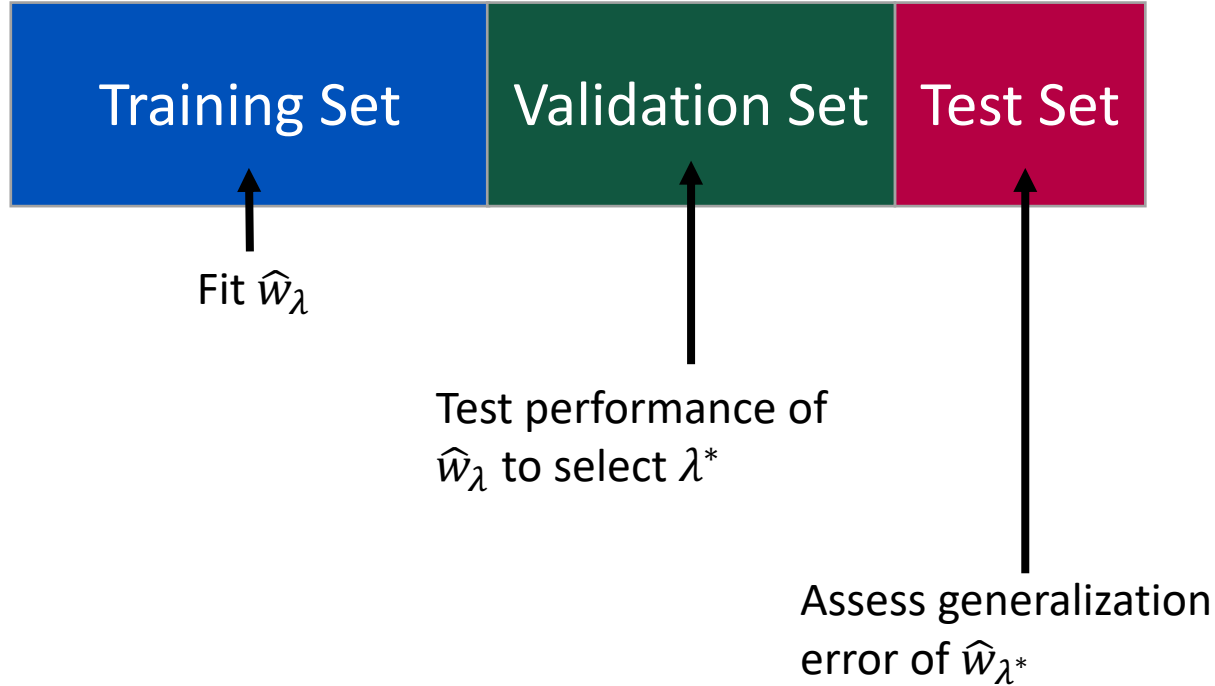 Training Set
Validation Set
Test Set
Fit ŵ_λ
Test performance of
ŵ_λ to select λ*
Assess generalization
error of ŵ_λ*